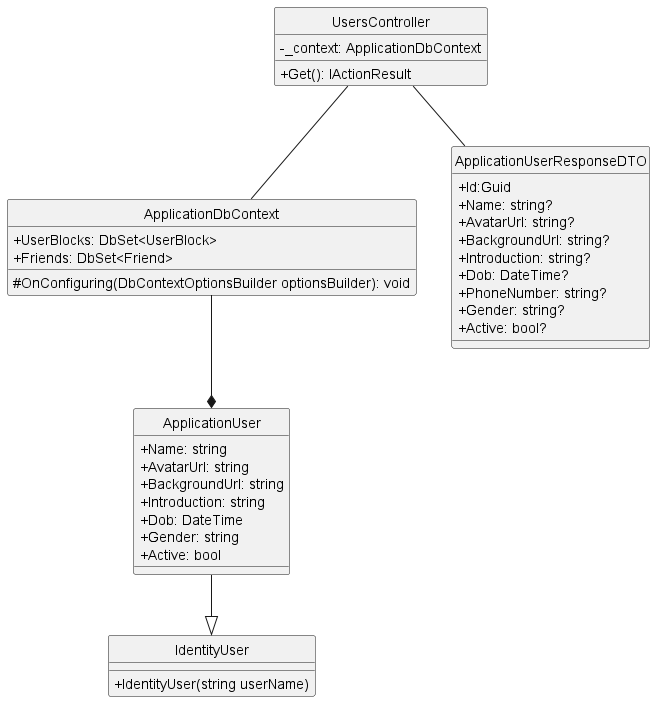 UsersController
-_context: ApplicationDbContext
+Get(): IActionResult
ApplicationUserResponseDTO
+Id:Guid
+Name: string?
+AvatarUrl: string?
+BackgroundUrl: string?
+Introduction: string?
+Dob: DateTime?
+PhoneNumber: string?
+Gender: string?
+Active: bool?
ApplicationDbContext
+UserBlocks: DbSet<UserBlock>
+Friends: DbSet<Friend>
#OnConfiguring(DbContextOptionsBuilder optionsBuilder): void
ApplicationUser
+Name: string
+AvatarUrl: string
+BackgroundUrl: string
+Introduction: string
+Dob: DateTime
+Gender: string
+Active: bool
IdentityUser
+IdentityUser(string userName)